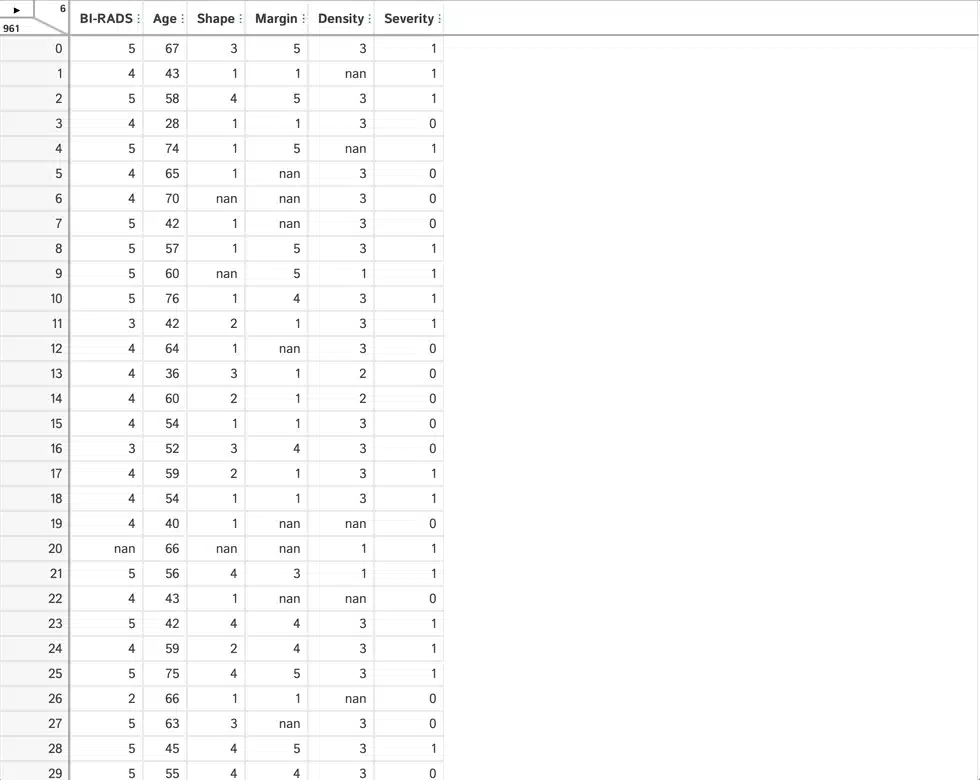 6
961
BI-RADS Age Shape Margin Density Severity
0 5 67 3 5 3 1
1 4 43 1 1 nan 1
2 5 58 4 5 3 1
3 4 28 1 1 3 0
4 5 74 1 5 nan 1
5 4 65 1 nan 3 0
6 4 70 nan nan 3 0
7 5 42 1 nan 3 0
8 5 57 1 5 3 1
9 5 60 nan 5 1 1
10 5 76 1 4 3 1
11 3 42 2 1 3 1
12 4 64 1 nan 3 0
13 4 36 3 1 2 0
14 4 60 2 1 2 0
15 4 54 1 1 3 0
16 3 52 3 4 3 0
17 4 59 2 1 3 1
18 4 54 1 1 3 1
19 4 40 1 nan nan 0
20 nan 66 nan nan 1 1
21 5 56 4 3 1 1
22 4 43 1 nan nan 0
23 5 42 4 4 3 1
24 4 59 2 4 3 1
25 5 75 4 5 3 1
26 2 66 1 1 nan 0
27 5 63 3 nan 3 0
28 5 45 4 5 3 1
29 5 55 4 4 3 0